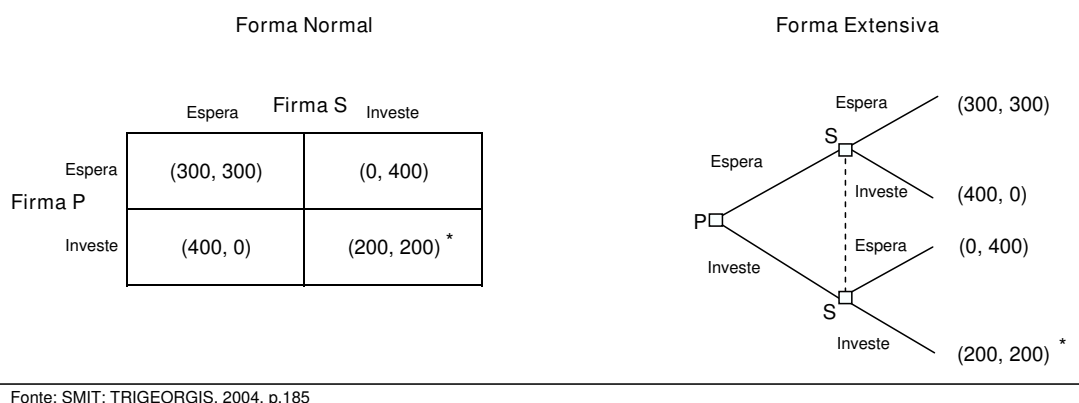 Forma Normal
Forma Extensiva
Espera Firma S Investe
Espera (300, 300) (0, 400)
Firma P
Investe (400, 0) (200, 200) *
Espera (300, 300)
S
Espera
Investe (400, 0)
P
Espera (0, 400)
Investe
S
Investe (200, 200) *
Fonte: SMIT; TRIGEORGIS, 2004, p.185